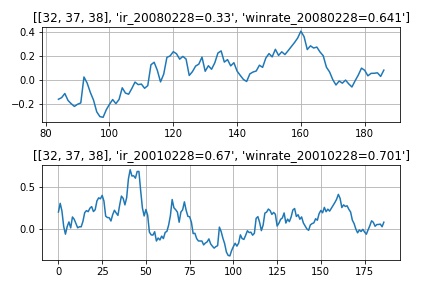 [[32, 37, 38], 'ir_20080228=0.33', 'winrate_20080228=0.641']
0.4
0.2
0.0
−0.2
80 100 120 140 160 180
[[32, 37, 38], 'ir_20010228=0.67', 'winrate_20010228=0.701']
0.5
0.0
0 25 50 75 100 125 150 175